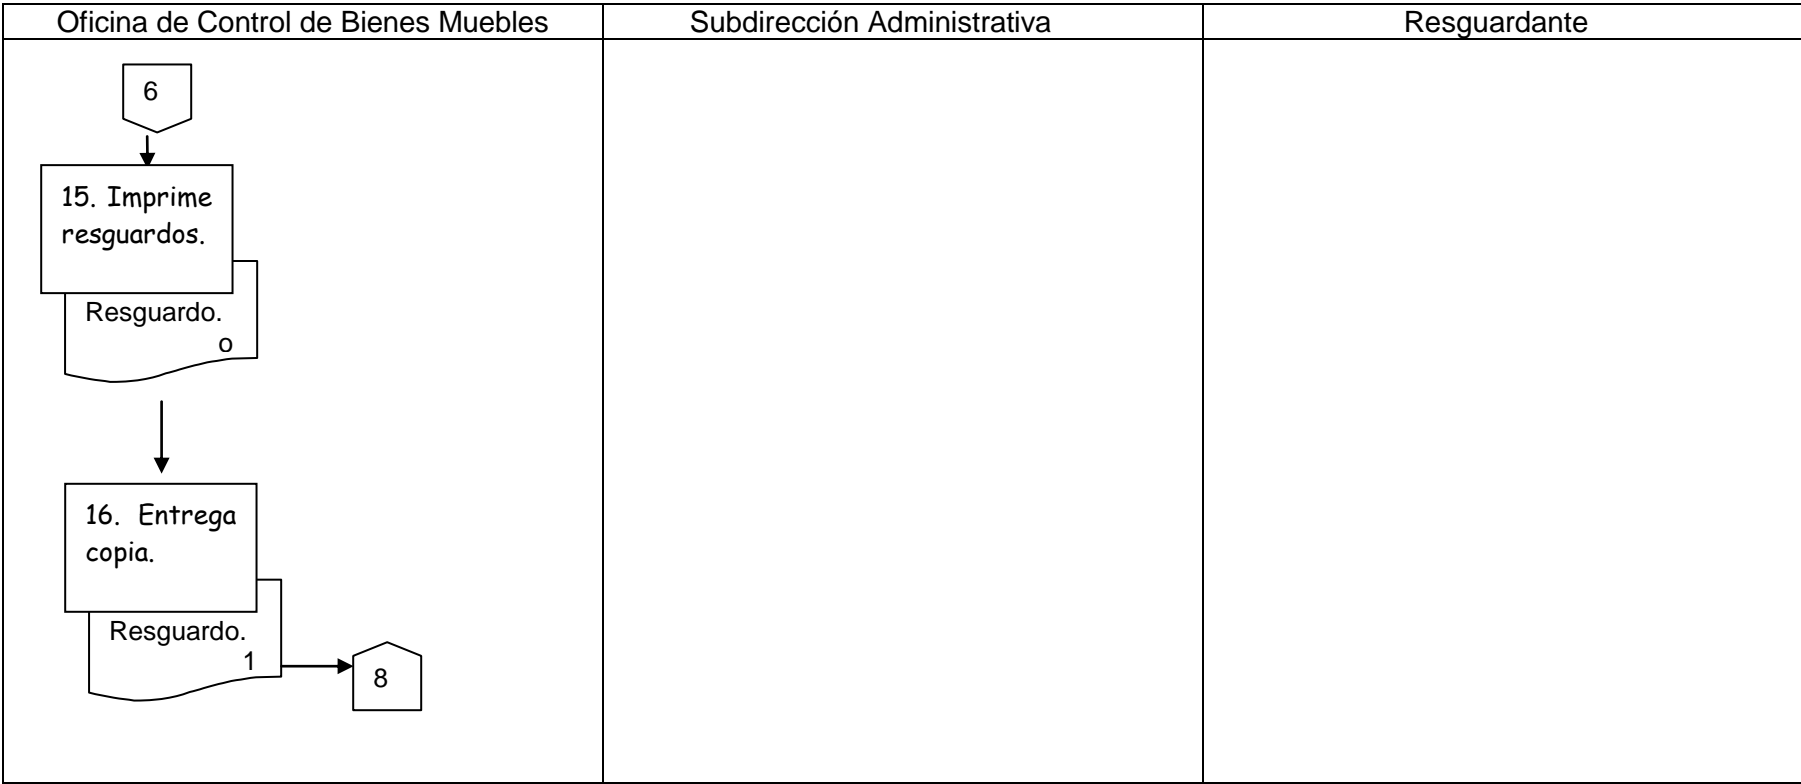 Oficina de Control de Bienes Muebles
Subdirección Administrativa
Resguardante
6
15. Imprime
resguardos.
Resguardo.
o
16. Entrega
copia.
Resguardo.
1
8